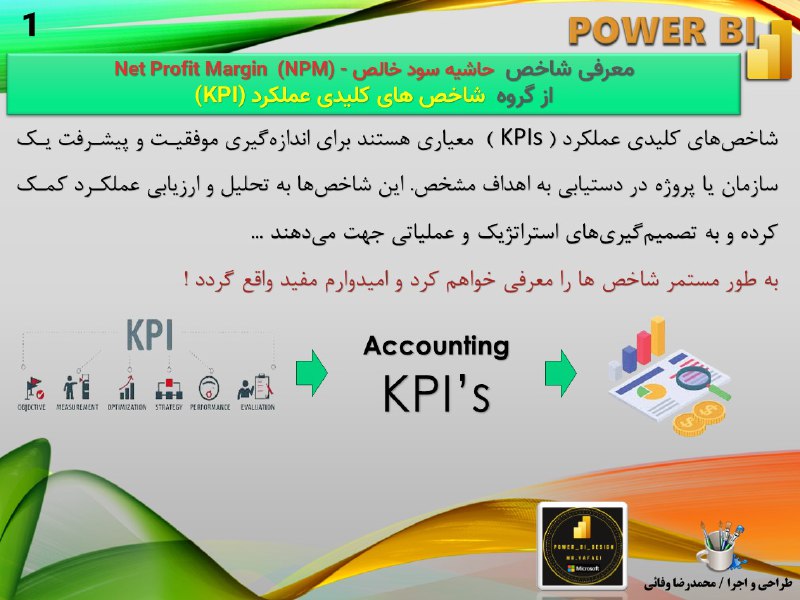 1
POWER BI
معرفی شاخص حاشیه سود خالص - Net Profit Margin (NPM)
از گروه شاخص های کلیدی عملکرد (KPI)
شاخص‌های کلیدی عملکرد ( KPIs ) معیاری هستند برای اندازه‌گیری موفقیت و پیشرفت یک
سازمان یا پروژه در دستیابی به اهداف مشخص. این شاخص‌ها به تحلیل و ارزیابی عملکرد کمک
کرده و به تصمیم‌گیری‌های استراتژیک و عملیاتی جهت می‌دهند ...
به طور مستمر شاخص ها را معرفی خواهم کرد و امیدوارم مفید واقع گردد !
KPI
OBJECTIVE MEASUREMENT OPTIMIZATION STRATEGY PERFORMANCE EVALUATION
Accounting
KPI's
POWER_BI_DESIGN
MR.VAFAEI
Microsoft
طراحی و اجرا / محمدرضا وفائی